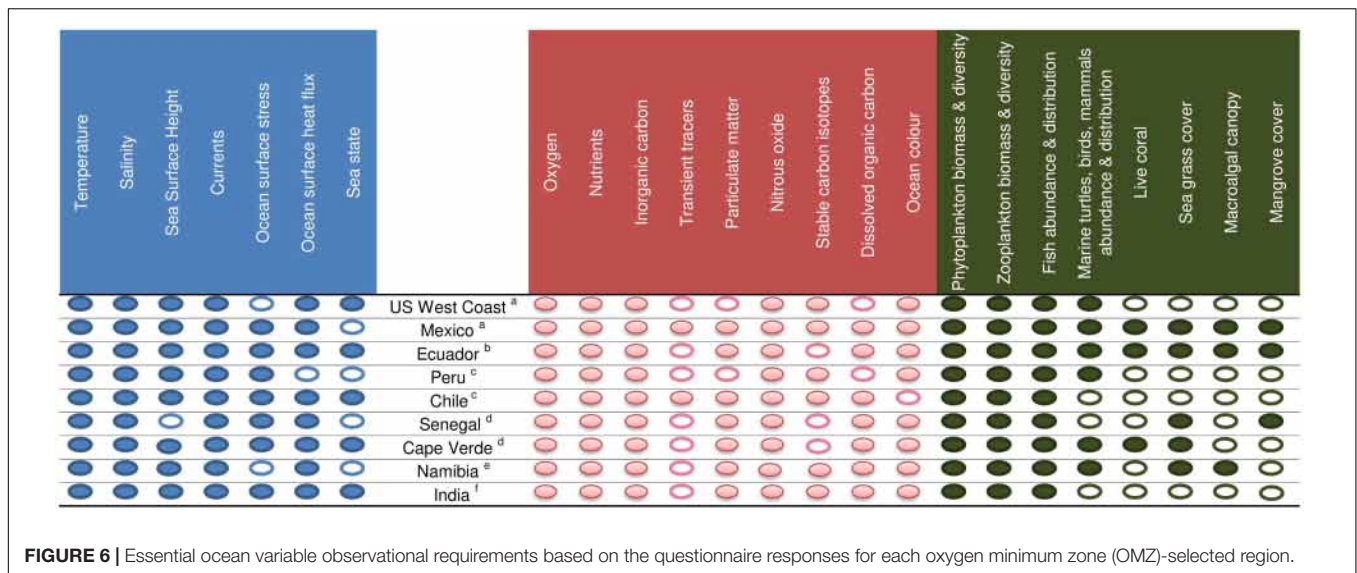 Temperature
Salinity
Sea Surface Height
Currents
Ocean surface stress
Ocean surface heat flux
Sea state
Oxygen
Nutrients
Inorganic carbon
Transient tracers
Particulate matter
Nitrous oxide
Stable carbon isotopes
Dissolved organic carbon
Ocean colour
Phytoplankton biomass & diversity
Zooplankton biomass & diversity
Fish abundance & distribution
Marine turtles, birds, mammals
abundance & distribution
Live coral
Sea grass cover
Macroalgal canopy
Mangrove cover
US West Coast a
Mexico a
Ecuador b
Peru c
Chile c
Senegal d
Cape Verde d
Namibia e
India f
FIGURE 6 | Essential ocean variable observational requirements based on the questionnaire responses for each oxygen minimum zone (OMZ)-selected region.